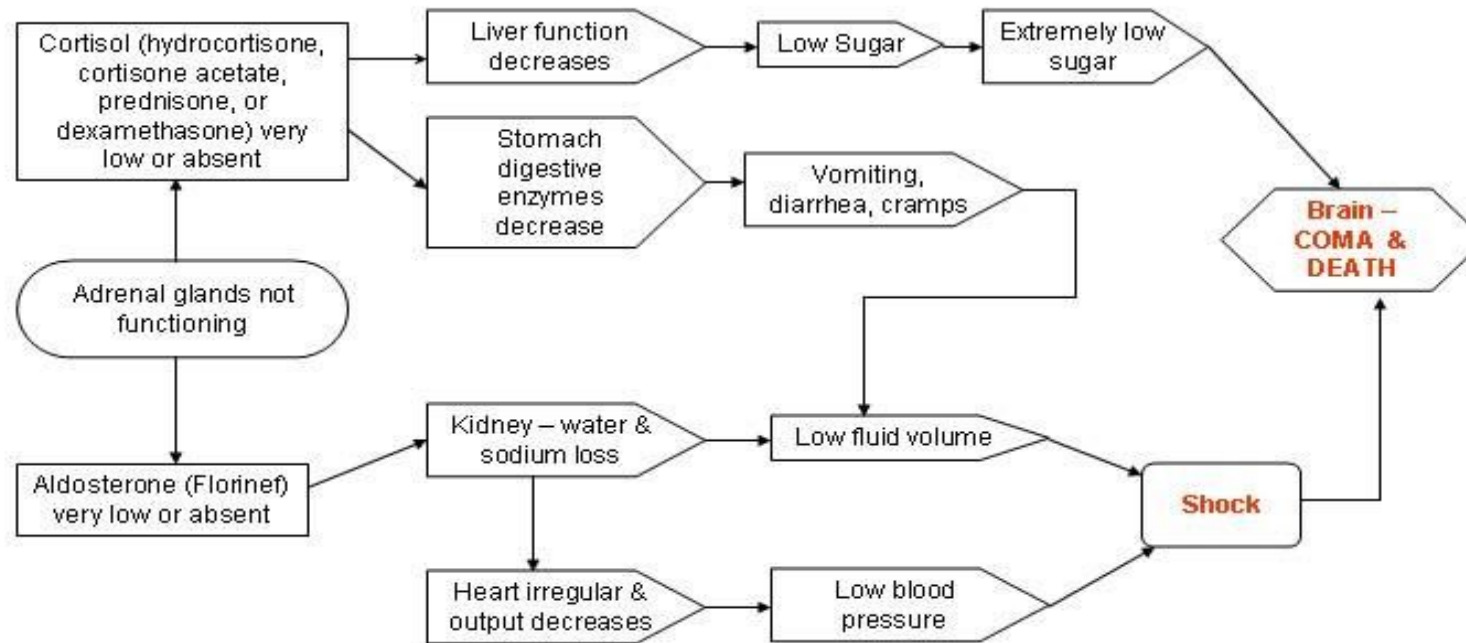 Cortisol (hydrocortisone,
cortisone acetate,
prednisone, or
dexamethasone) very
low or absent
Liver function
decreases
Low Sugar
Extremely low
sugar
Stomach
digestive
enzymes
decrease
Vomiting,
diarrhea, cramps
Brain –
COMA &
DEATH
Adrenal glands not
functioning
Aldosterone (Florinef)
very low or absent
Kidney – water &
sodium loss
Low fluid volume
Shock
Heart irregular &
output decreases
Low blood
pressure